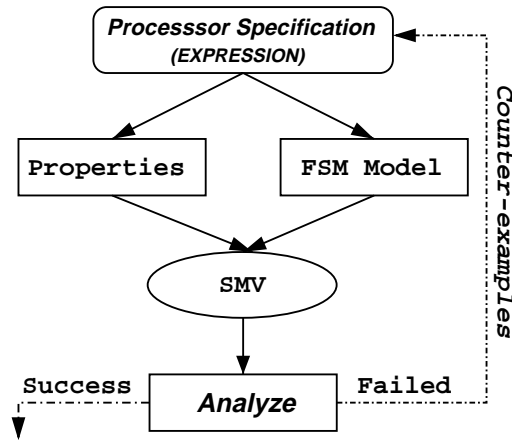 Processsor Specification
(EXPRESSION)
Properties
FSM Model
Counter-examples
SMV
Success
Analyze
Failed